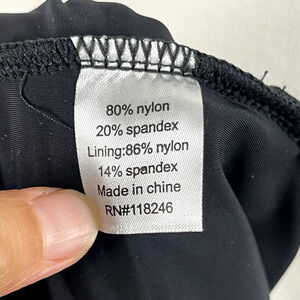 80% nylon
20% spandex
Lining:86% nylon
14% spandex
Made in chine
RN#118246